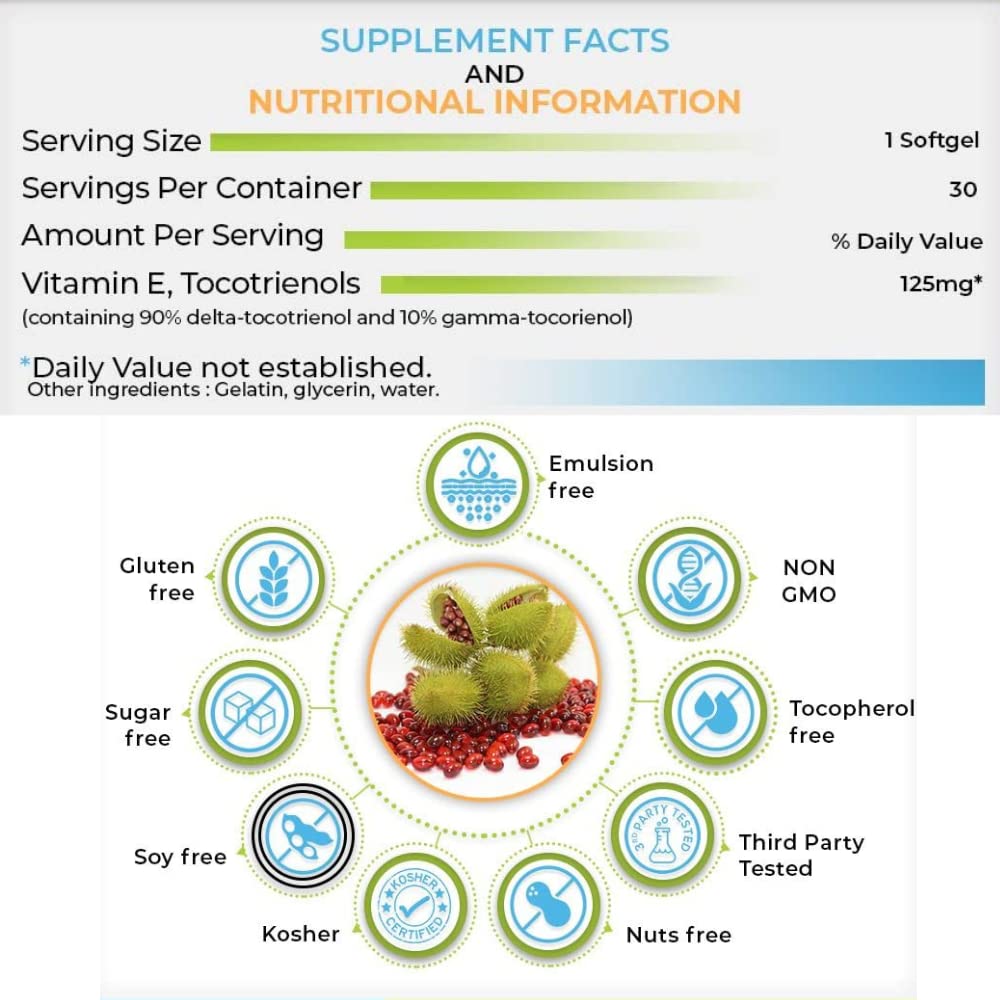 SUPPLEMENT FACTS
AND
NUTRITIONAL INFORMATION
Serving Size 1 Softgel
Servings Per Container 30
Amount Per Serving % Daily Value
Vitamin E, Tocotrienols 125mg*
(containing 90% delta-tocotrienol and 10% gamma-tocorienol)
*Daily Value not established.
Other ingredients : Gelatin, glycerin, water.
Emulsion
free
Gluten
free
NON
GMO
Sugar
free
Tocopherol
free
Soy free
3RD PARTY TESTED
Third Party
Tested
KOSHER
CERTIFIED
Kosher
Nuts free